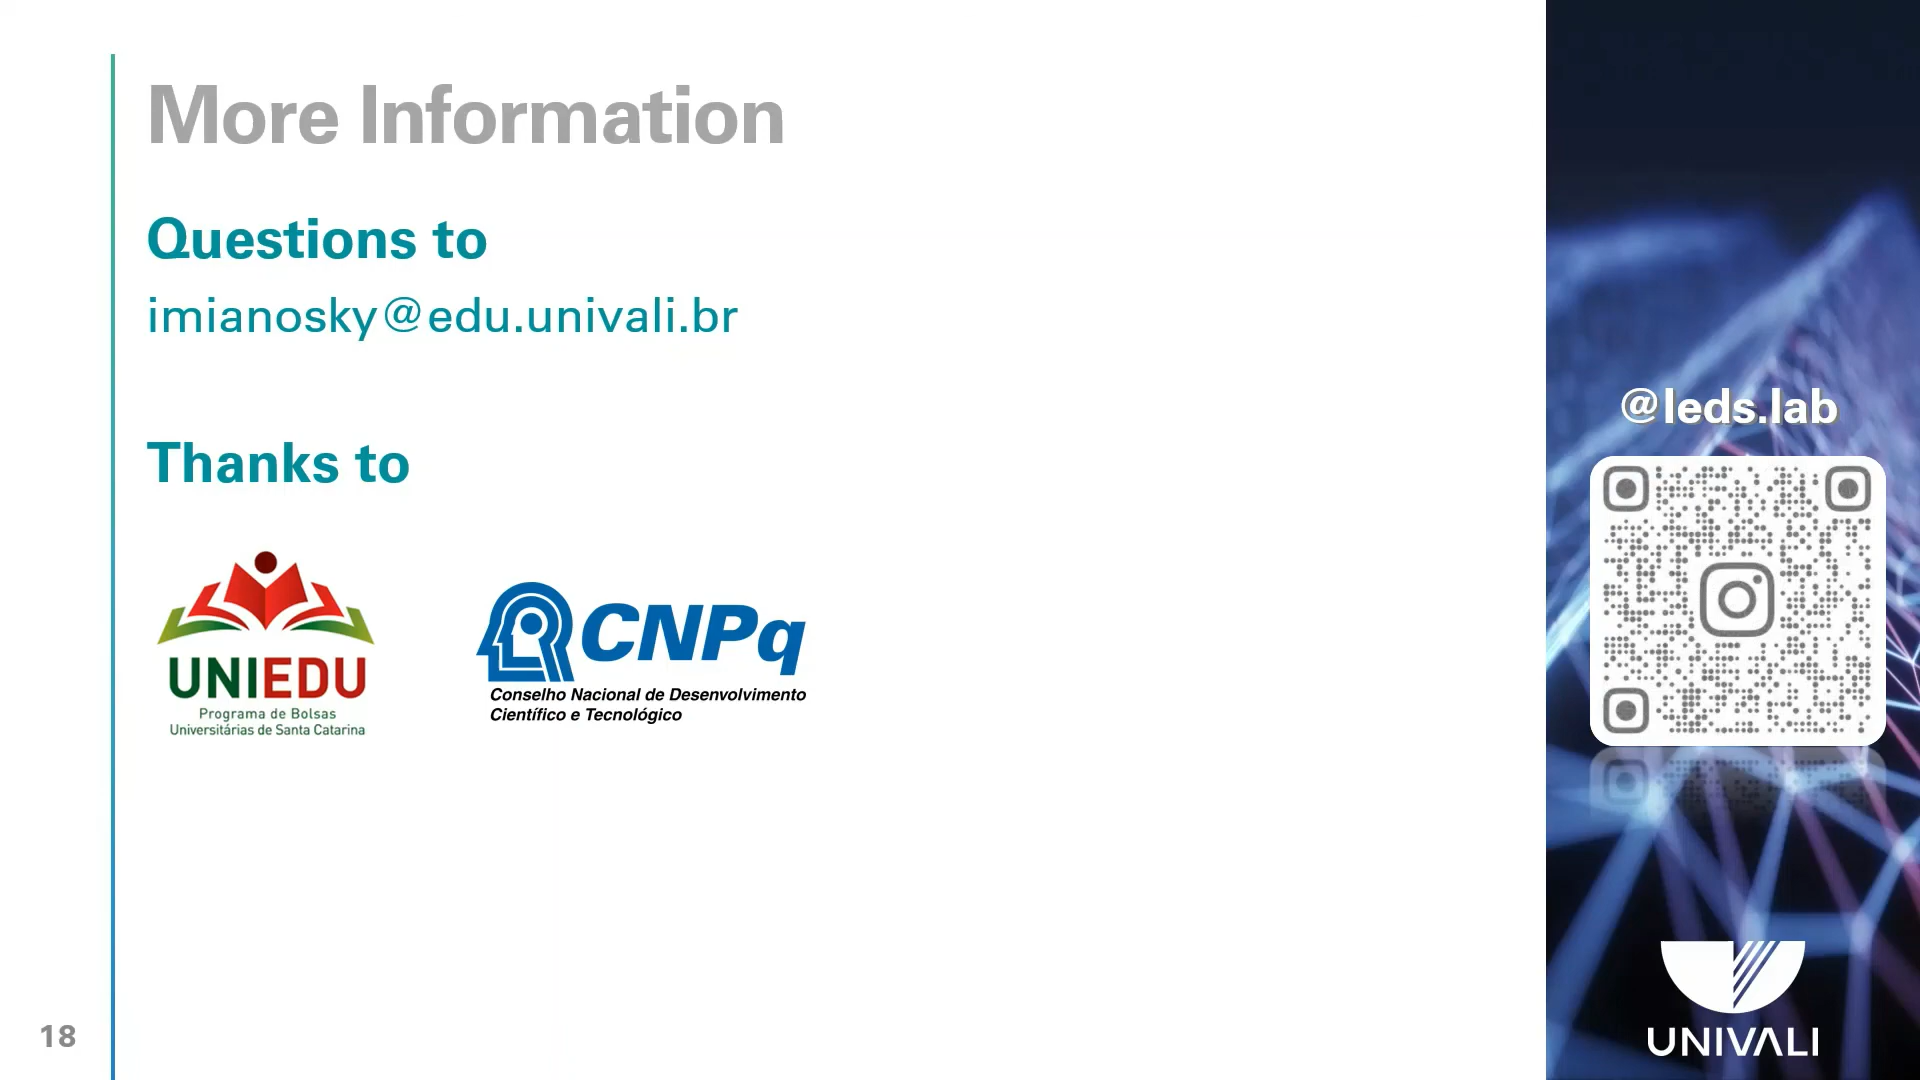 More Information
Questions to
imianosky@edu.univali.br
Thanks to
UNIEDU
Programa de Bolsas
Universitárias de Santa Catarina
CNPq
Conselho Nacional de Desenvolvimento
Científico e Tecnológico
18
@leds.lab
UNIVALI